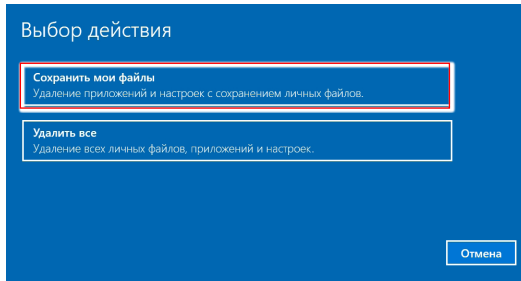 Выбор действия
Сохранить мои файлы
Удаление приложений и настроек с сохранением личных файлов.
Удалить все
Удаление всех личных файлов, приложений и настроек.
Отмена